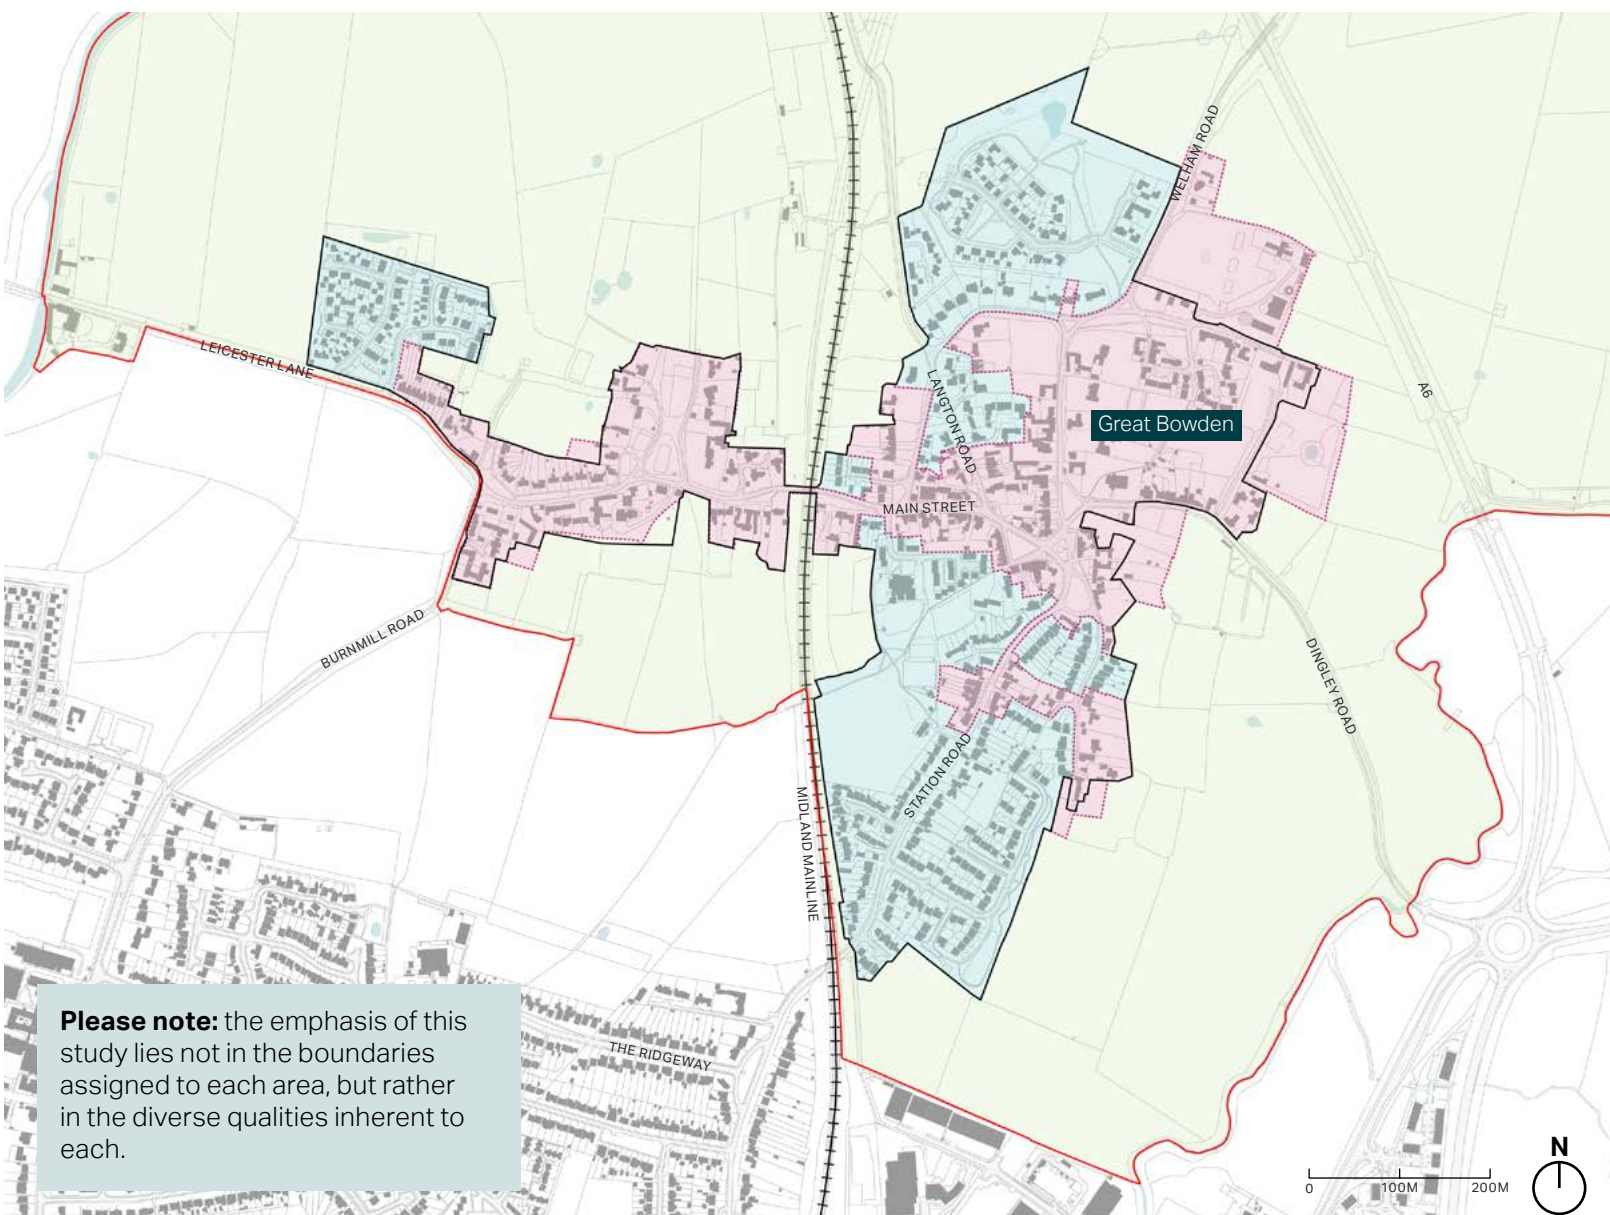 WELHAM ROAD
LEICESTER LANE
LANGTON ROAD
A6
Great Bowden
MAIN STREET
BURNMILL ROAD
DINGLEY ROAD
STATION ROAD
MIDLAND MAINLINE
THE RIDGEWAY
Please note: the emphasis of this
study lies not in the boundaries
assigned to each area, but rather
in the diverse qualities inherent to
each.
N
0 100M 200M